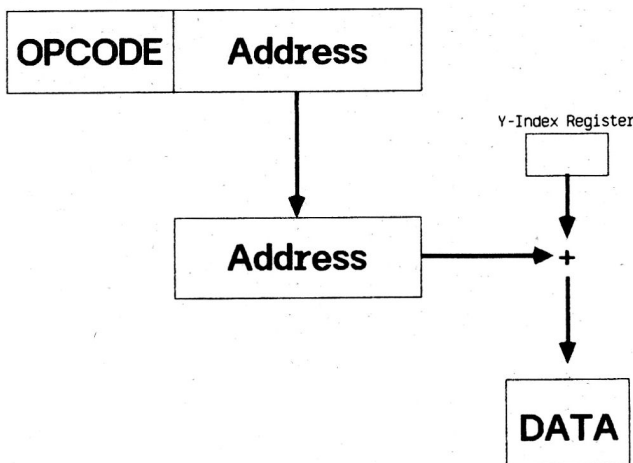 OPCODE Address
Y-Index Register
Address
+
DATA